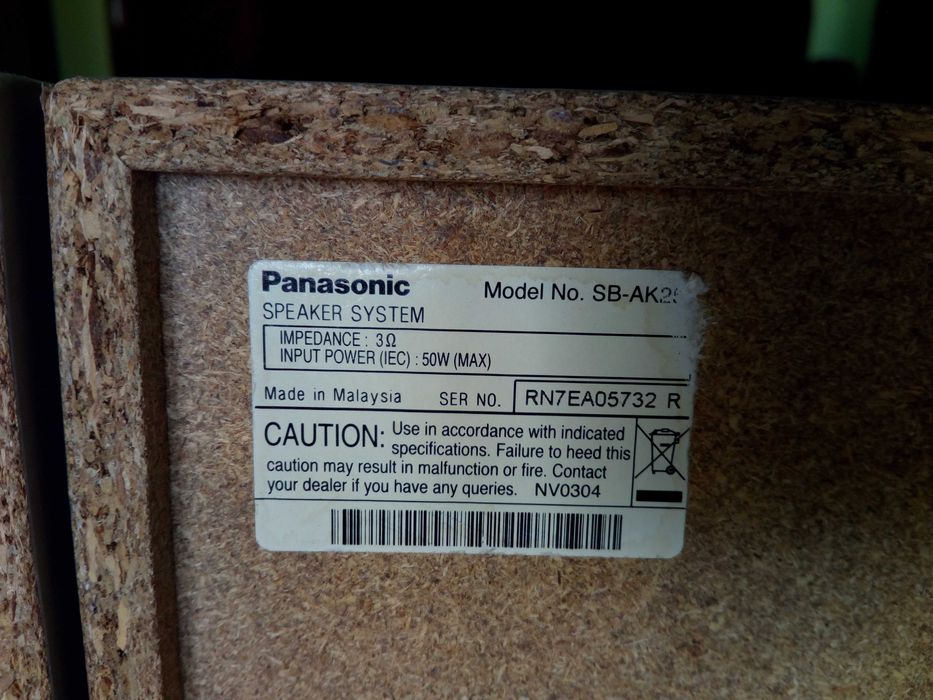 Panasonic Model No. SB-AK2
SPEAKER SYSTEM
IMPEDANCE : 3Ω
INPUT POWER (IEC) : 50W (MAX)
Made in Malaysia SER NO. RN7EA05732 R
CAUTION: Use in accordance with indicated
specifications. Failure to heed this
caution may result in malfunction or fire. Contact
your dealer if you have any queries. NV0304